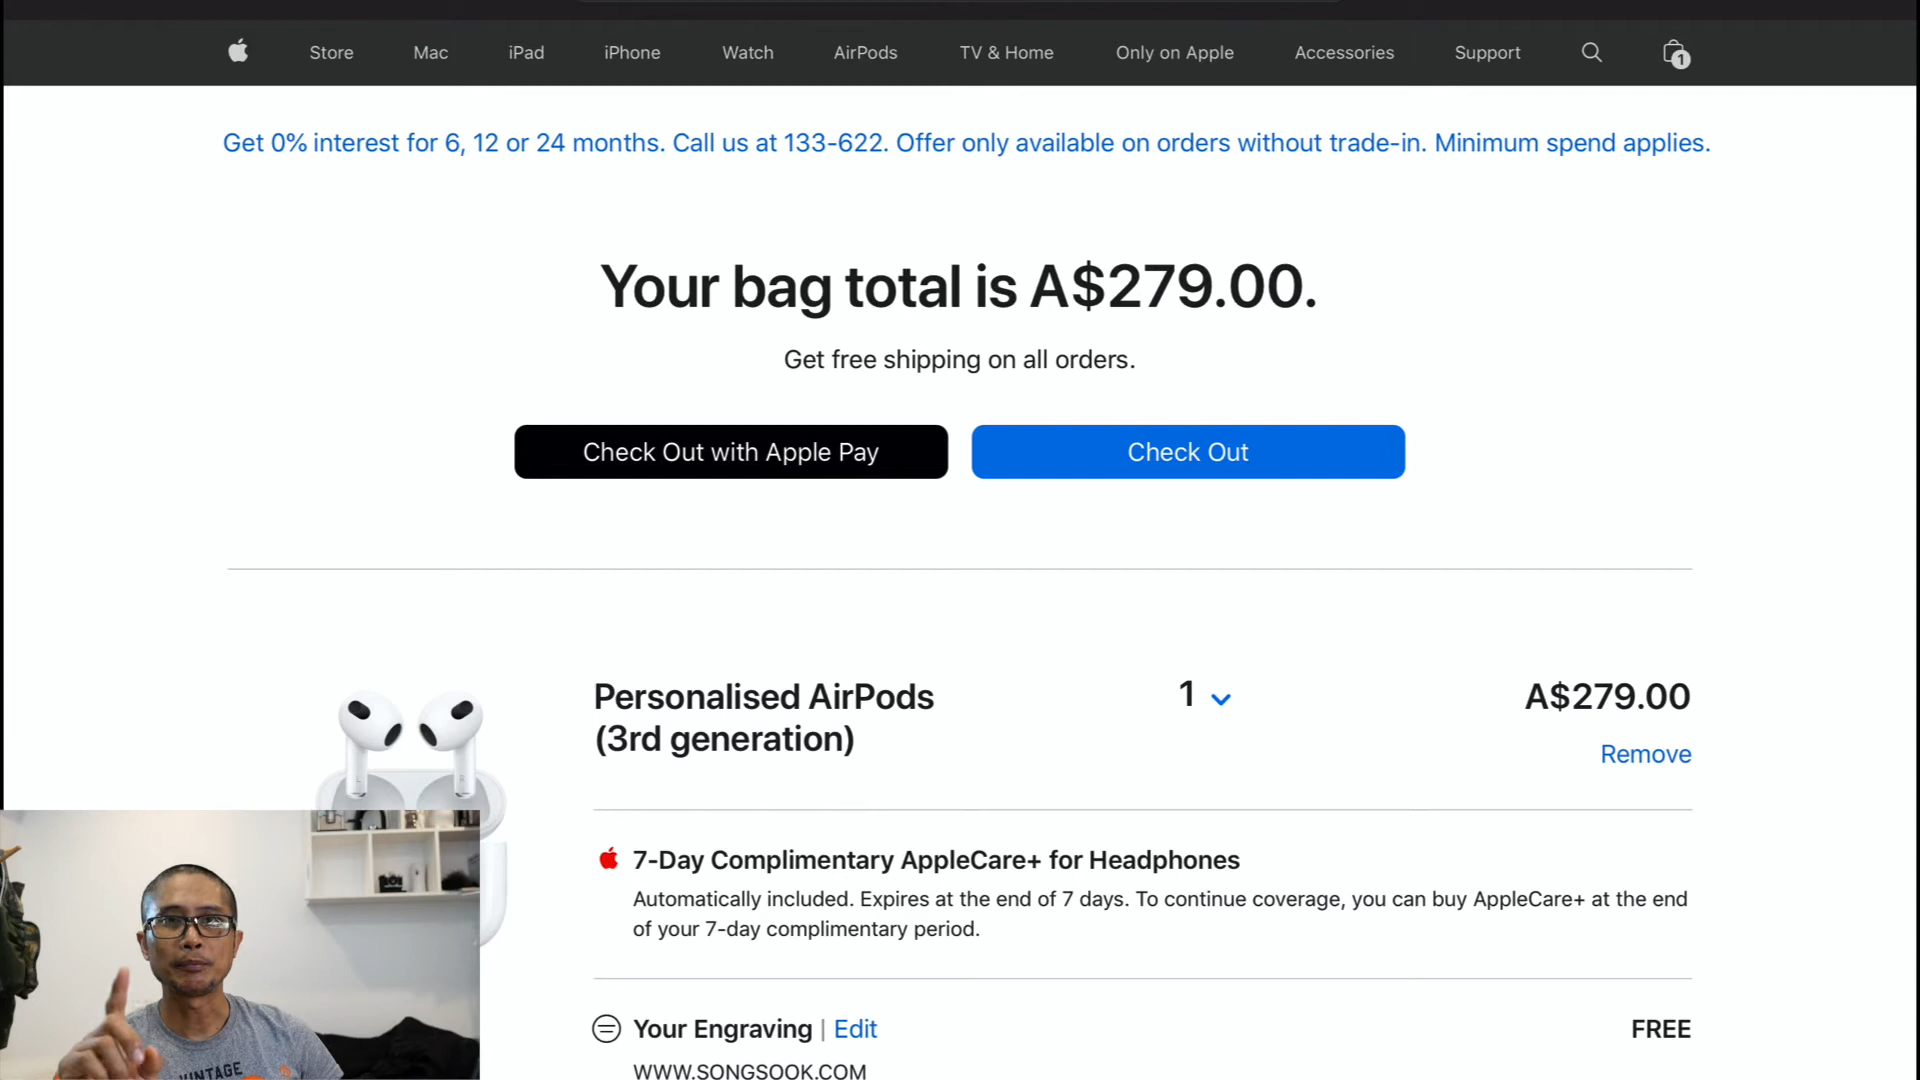 Store Mac iPad iPhone Watch AirPods TV & Home Only on Apple Accessories Support 1
Get 0% interest for 6, 12 or 24 months. Call us at 133-622. Offer only available on orders without trade-in. Minimum spend applies.
Your bag total is A$279.00.
Get free shipping on all orders.
Check Out with Apple Pay Check Out
Personalised AirPods 1 A$279.00
(3rd generation)
Remove
7-Day Complimentary AppleCare+ for Headphones
Automatically included. Expires at the end of 7 days. To continue coverage, you can buy AppleCare+ at the end
of your 7-day complimentary period.
Your Engraving | Edit FREE
WWW.SONGSOOK.COM
VINTAGE